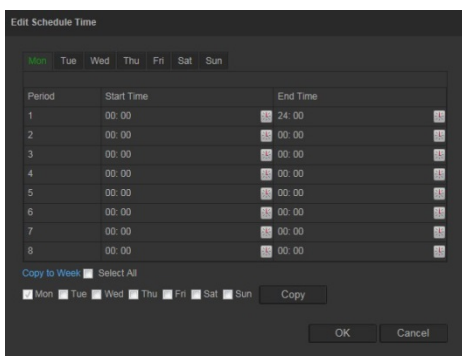 Edit Schedule Time
Mon Tue Wed Thu Fri Sat Sun
Period Start Time End Time
1 00: 00 24: 00
2 00: 00 00: 00
3 00: 00 00: 00
4 00: 00 00: 00
5 00: 00 00: 00
6 00: 00 00: 00
7 00: 00 00: 00
8 00: 00 00: 00
Copy to Week Select All
Mon Tue Wed Thu Fri Sat Sun Copy
OK Cancel